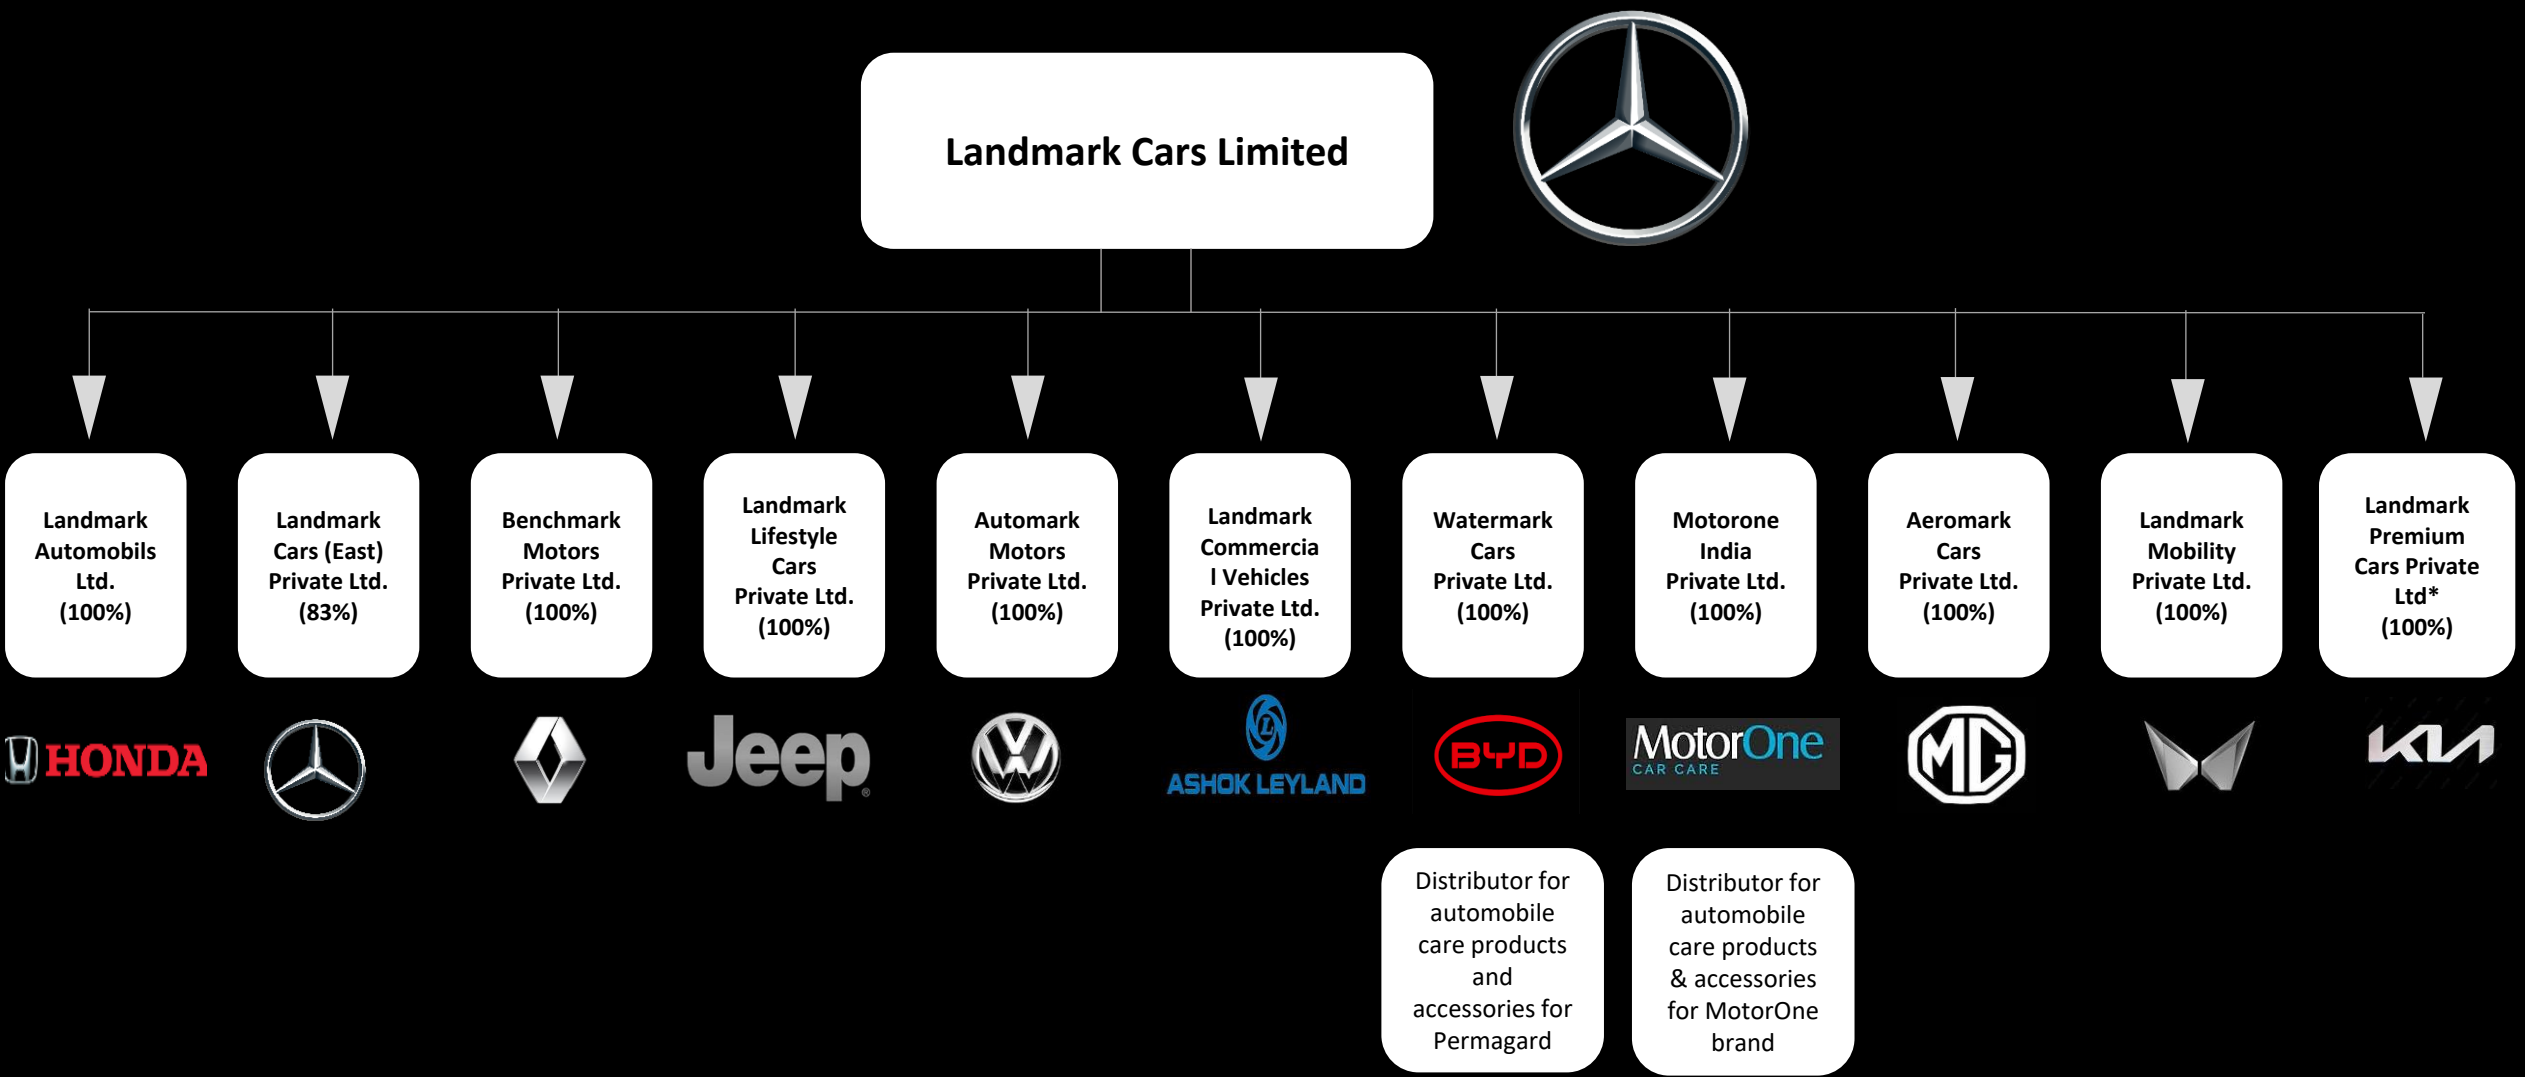 Landmark Cars Limited
Landmark
Automobils
Ltd.
(100%)
Landmark
Cars (East)
Private Ltd.
(83%)
Benchmark
Motors
Private Ltd.
(100%)
Landmark
Lifestyle
Cars
Private Ltd.
(100%)
Automark
Motors
Private Ltd.
(100%)
Landmark
Commercia
l Vehicles
Private Ltd.
(100%)
Watermark
Cars
Private Ltd.
(100%)
Motorone
India
Private Ltd.
(100%)
Aeromark
Cars
Private Ltd.
(100%)
Landmark
Mobility
Private Ltd.
(100%)
Landmark
Premium
Cars Private
Ltd*
(100%)
HONDA
Jeep®
VW
L
ASHOK LEYLAND
BYD
MotorOne
CAR CARE
MG
KIA
Distributor for
automobile
care products
and
accessories for
Permagard
Distributor for
automobile
care products
& accessories
for MotorOne
brand